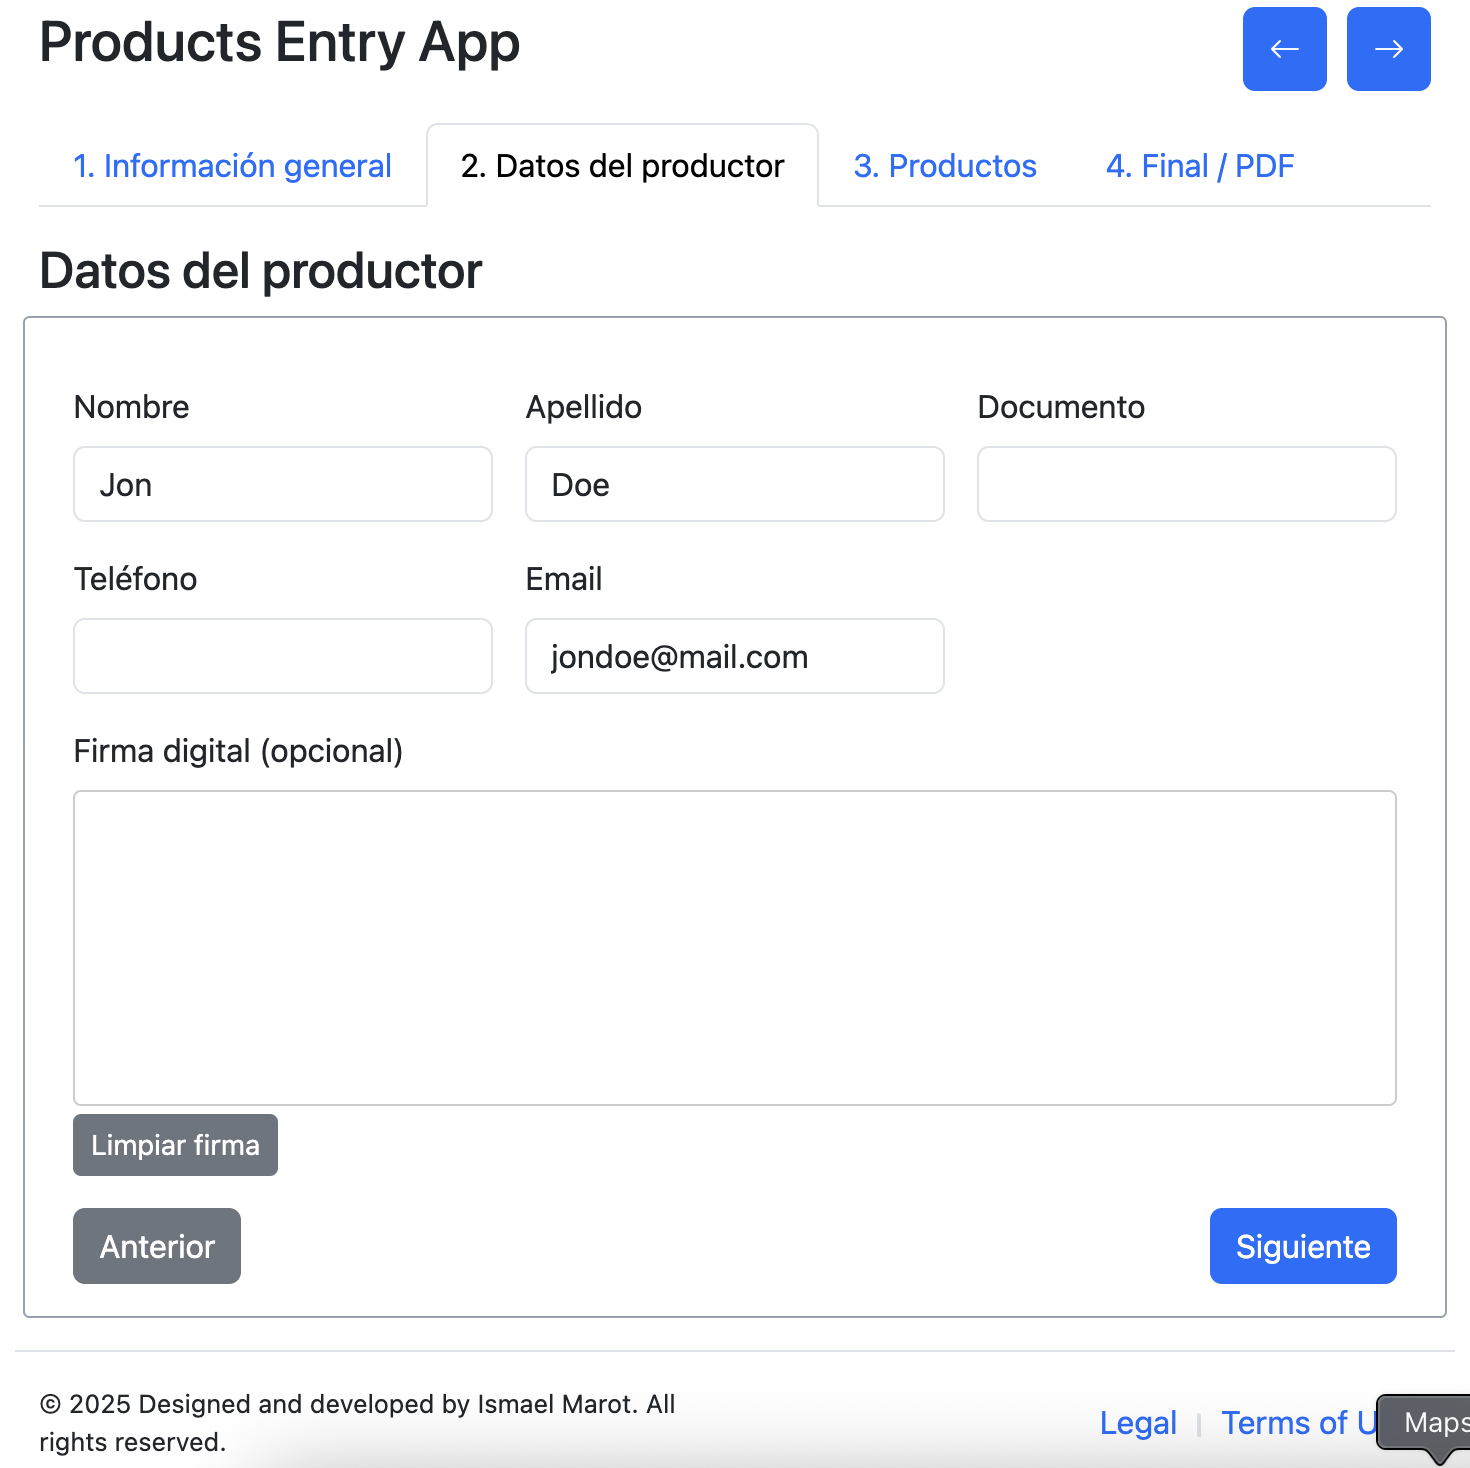 Products Entry App
1. Información general
2. Datos del productor
3. Productos
4. Final / PDF
Datos del productor
Nombre
Apellido
Documento
Jon
Doe
Teléfono
Email
jondoe@mail.com
Firma digital (opcional)
Limpiar firma
Anterior
Siguiente
© 2025 Designed and developed by Ismael Marot. All
rights reserved.
Legal | Terms of U
Maps